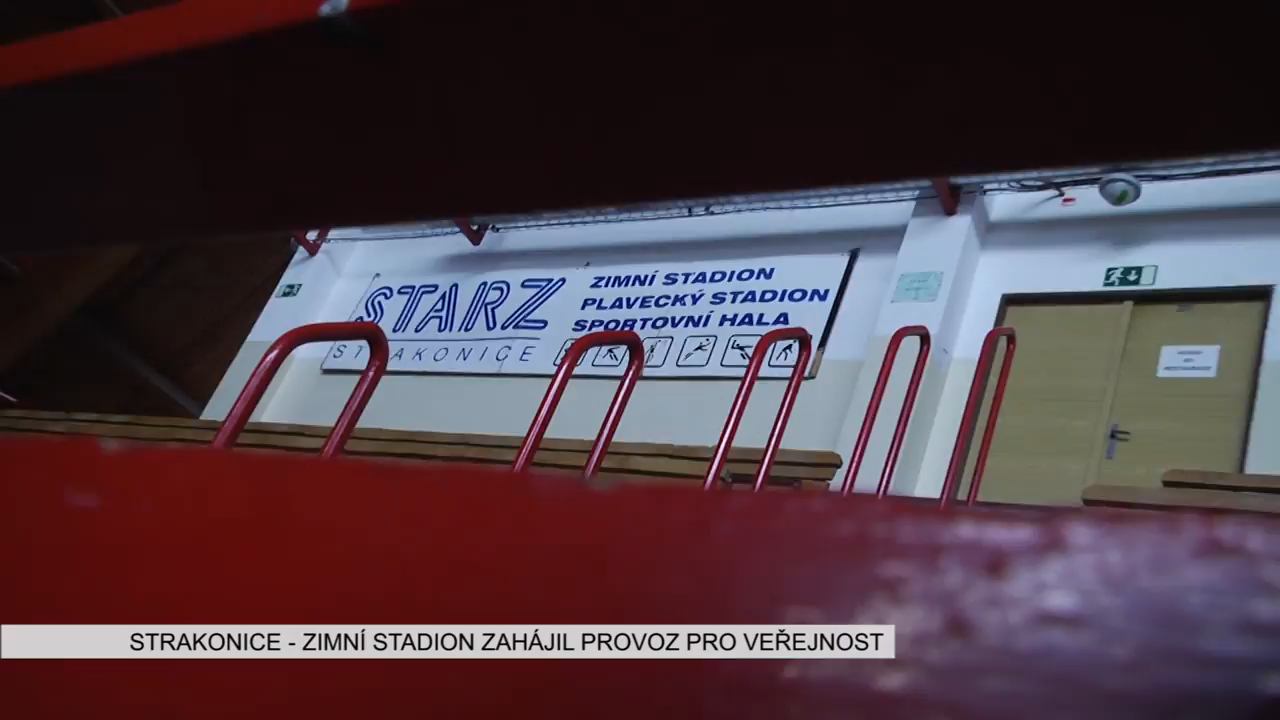 STARZ
STRAKONICE
ZIMNÍ STADION
PLAVECKÝ STADION
SPORTOVNÍ HALA
STRAKONICE - ZIMNÍ STADION ZAHÁJIL PROVOZ PRO VEŘEJNOST